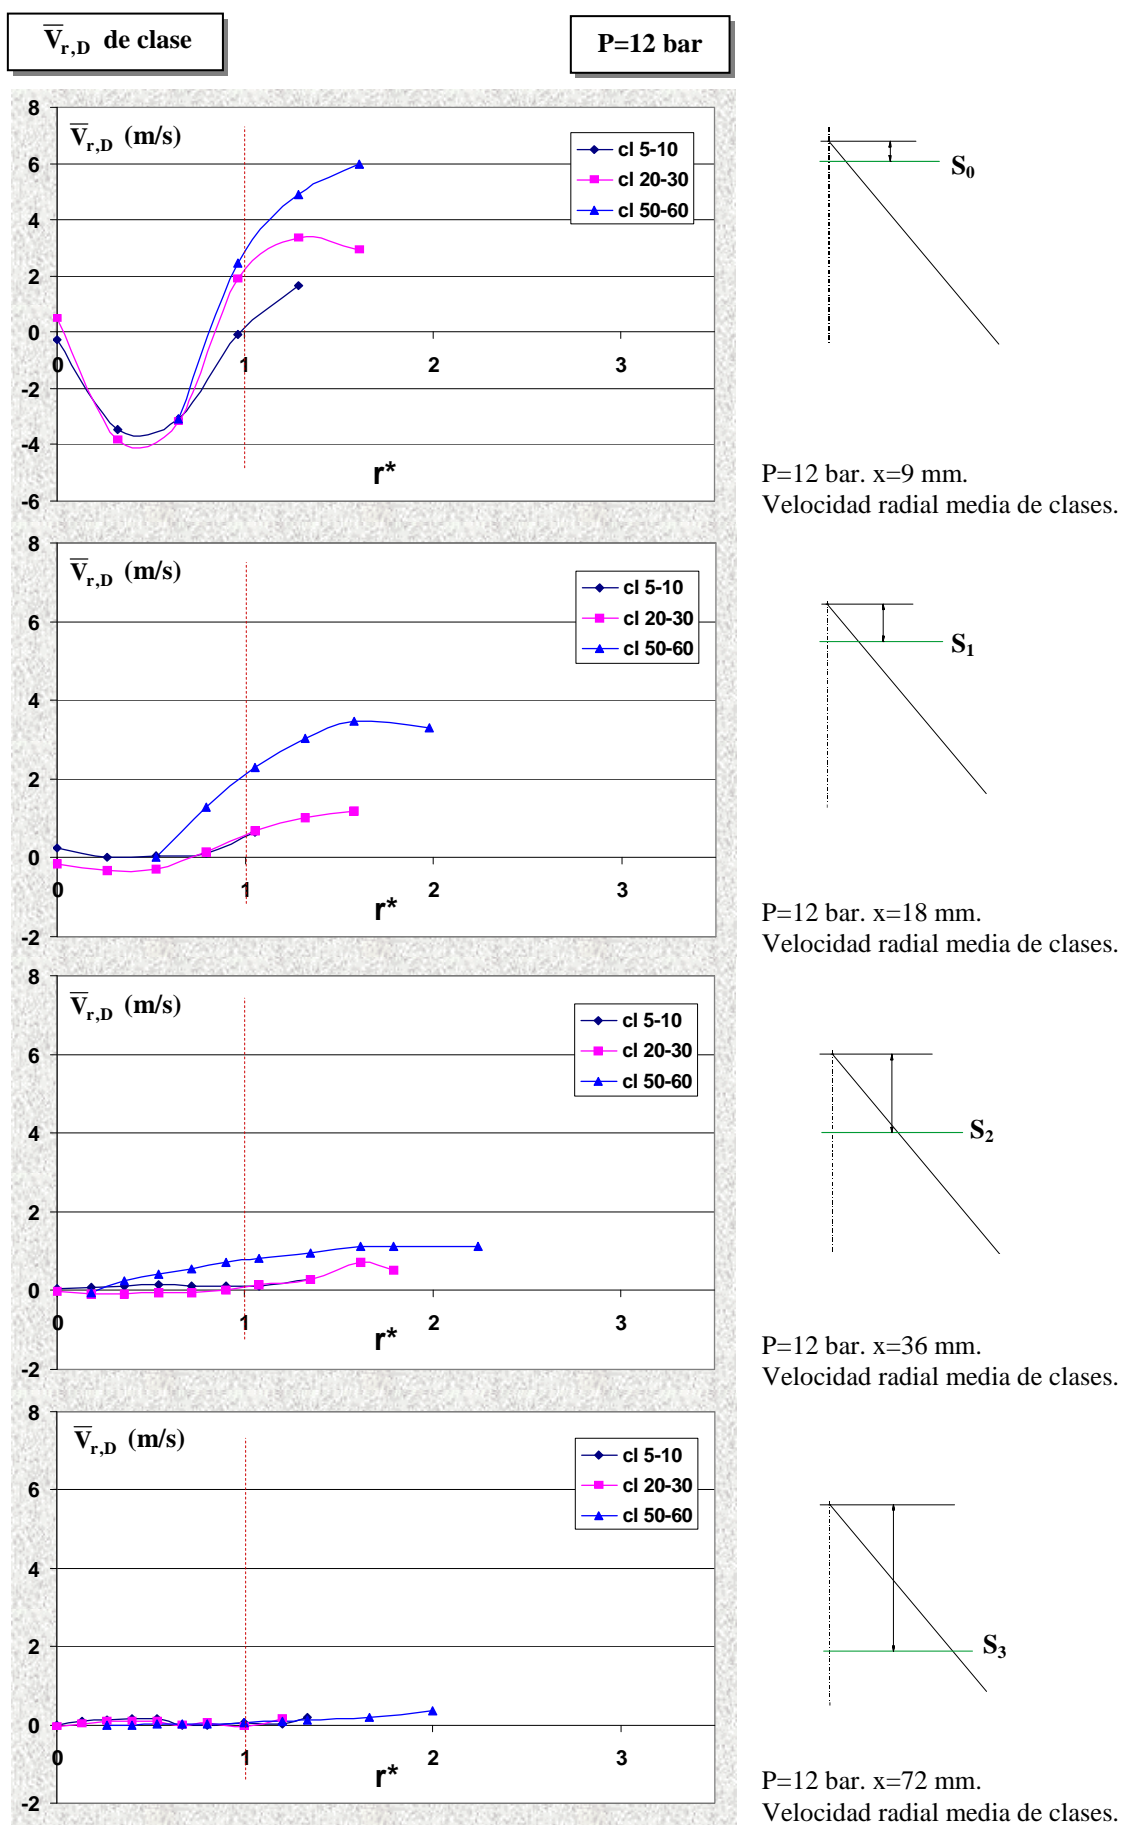 V̅r,D de clase
P=12 bar
V̅r,D (m/s)
cl 5-10
cl 20-30
cl 50-60
8
6
4
2
0
-2
-4
-6
0 1 2 3
r*
S0
P=12 bar. x=9 mm.
Velocidad radial media de clases.
V̅r,D (m/s)
cl 5-10
cl 20-30
cl 50-60
8
6
4
2
0
-2
0 1 2 3
r*
S1
P=12 bar. x=18 mm.
Velocidad radial media de clases.
V̅r,D (m/s)
cl 5-10
cl 20-30
cl 50-60
8
6
4
2
0
-2
0 1 2 3
r*
S2
P=12 bar. x=36 mm.
Velocidad radial media de clases.
V̅r,D (m/s)
cl 5-10
cl 20-30
cl 50-60
8
6
4
2
0
-2
0 1 2 3
r*
S3
P=12 bar. x=72 mm.
Velocidad radial media de clases.